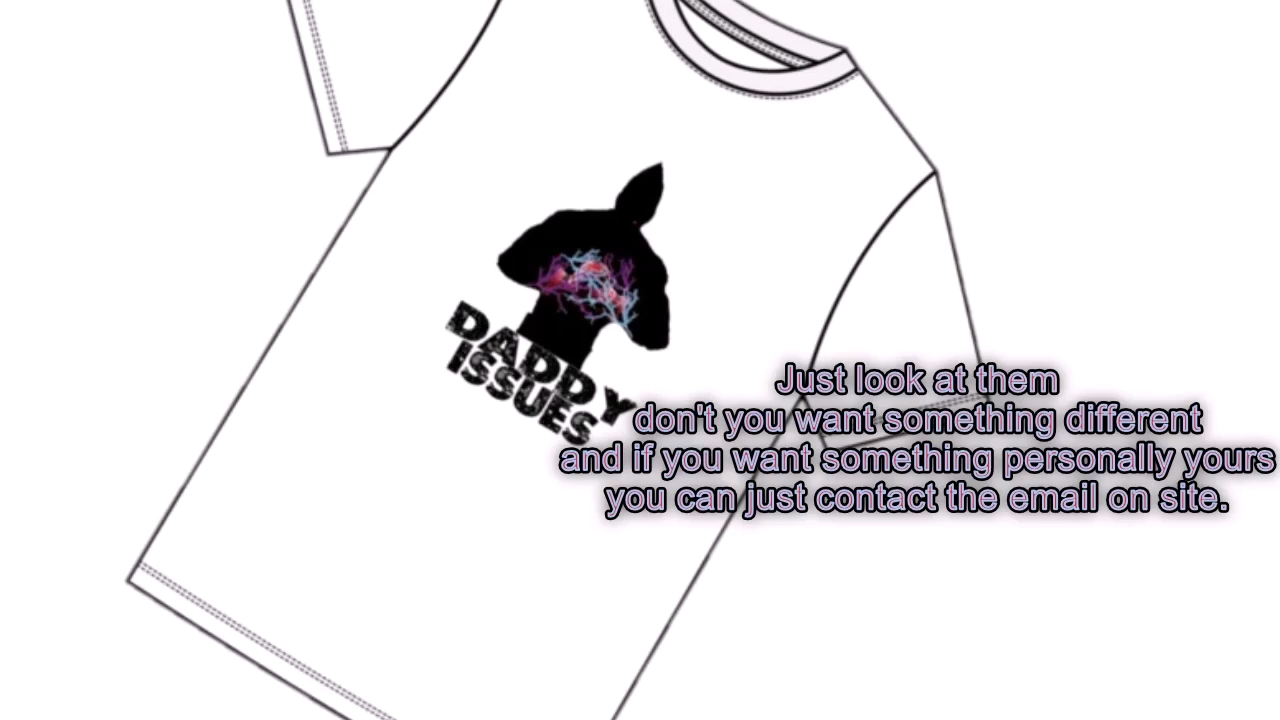 DADDY
ISSUES
Just look at them
don't you want something different
and if you want something personally yours
you can just contact the email on site.